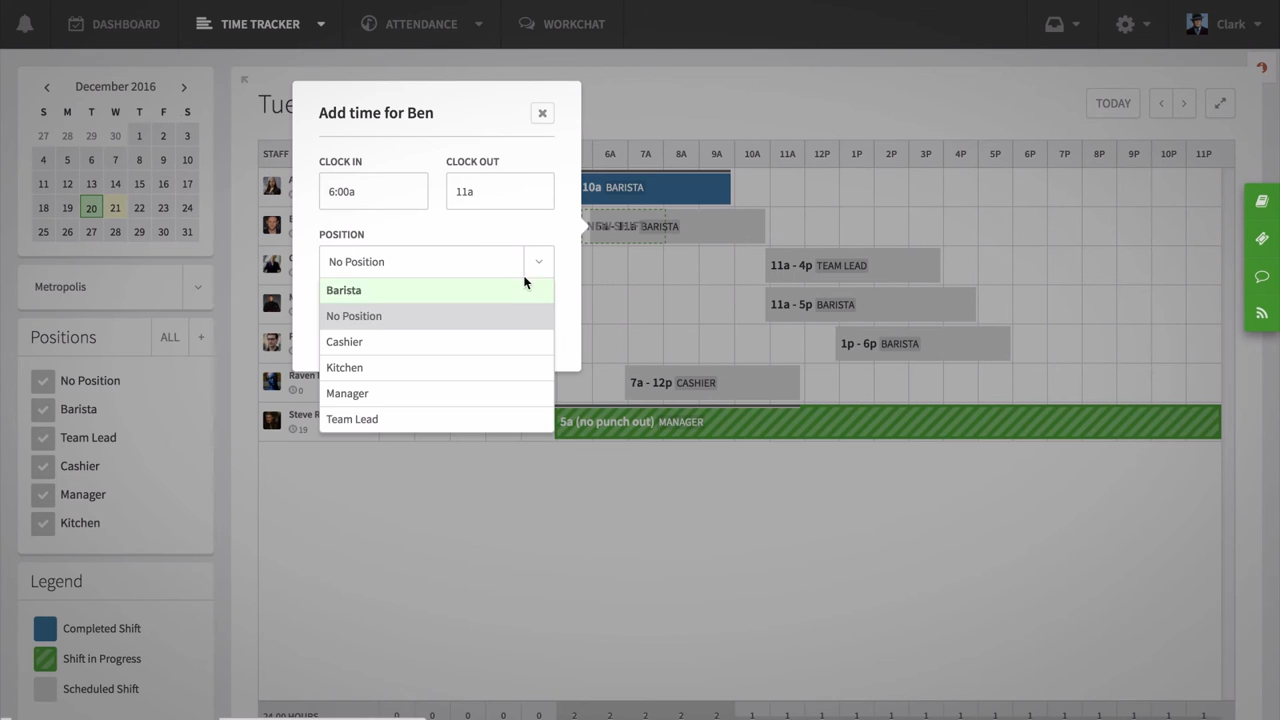 DASHBOARD
TIME TRACKER
ATTENDANCE
WORKCHAT
Clark
December 2016
S M T W T F S
27 28 29 30 1 2 3
4 5 6 7 8 9 10
11 12 13 14 15 16 17
18 19 20 21 22 23 24
25 26 27 28 29 30 31
Metropolis
Positions
ALL +
No Position
Barista
Team Lead
Cashier
Manager
Kitchen
Legend
Completed Shift
Shift in Progress
Scheduled Shift
Tue
TODAY
Add time for Ben
CLOCK IN CLOCK OUT
6:00a 11a
POSITION
No Position
Barista
No Position
Cashier
Kitchen
Manager
Team Lead
STAFF 6A 7A 8A 9A 10A 11A 12P 1P 2P 3P 4P 5P 6P 7P 8P 9P 10P 11P
10a BARISTA
11a BARISTA
11a - 4p TEAM LEAD
11a - 5p BARISTA
1p - 6p BARISTA
Raven
0
7a - 12p CASHIER
Steve R
19
5a (no punch out) MANAGER
24.00 HOURS 0 0 0 0 0 2 2 2 2 2 1 1 1 1 1 1 1 1 1 1 1 1 1 1